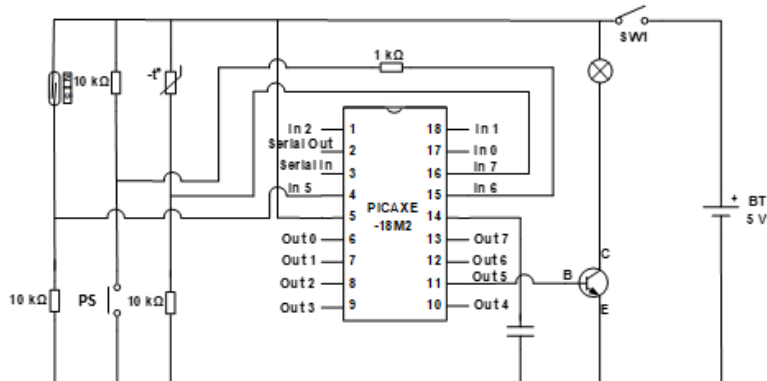 SW1
1 kΩ
10 kΩ
-t°
In 2
1
18
In 1
Serial Out
2
17
In 0
Serial In
3
16
In 7
In 5
4
15
In 6
PICAXE
-18M2
5
14
Out 0
6
13
Out 7
Out 1
7
12
Out 6
Out 2
8
11
Out 5
Out 3
9
10
Out 4
+
BT
5 V
C
B
E
10 kΩ
PS
10 kΩ